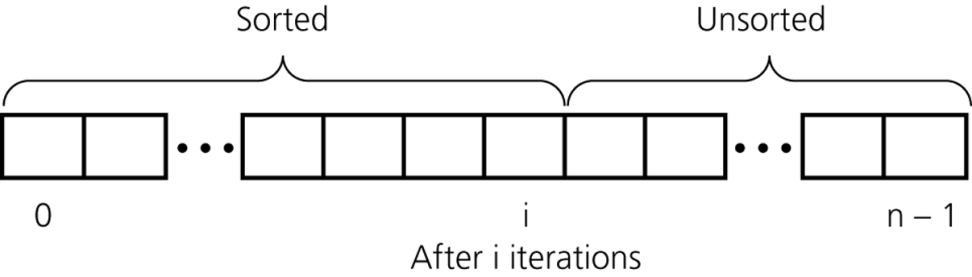 Sorted Unsorted
0 i n – 1
After i iterations